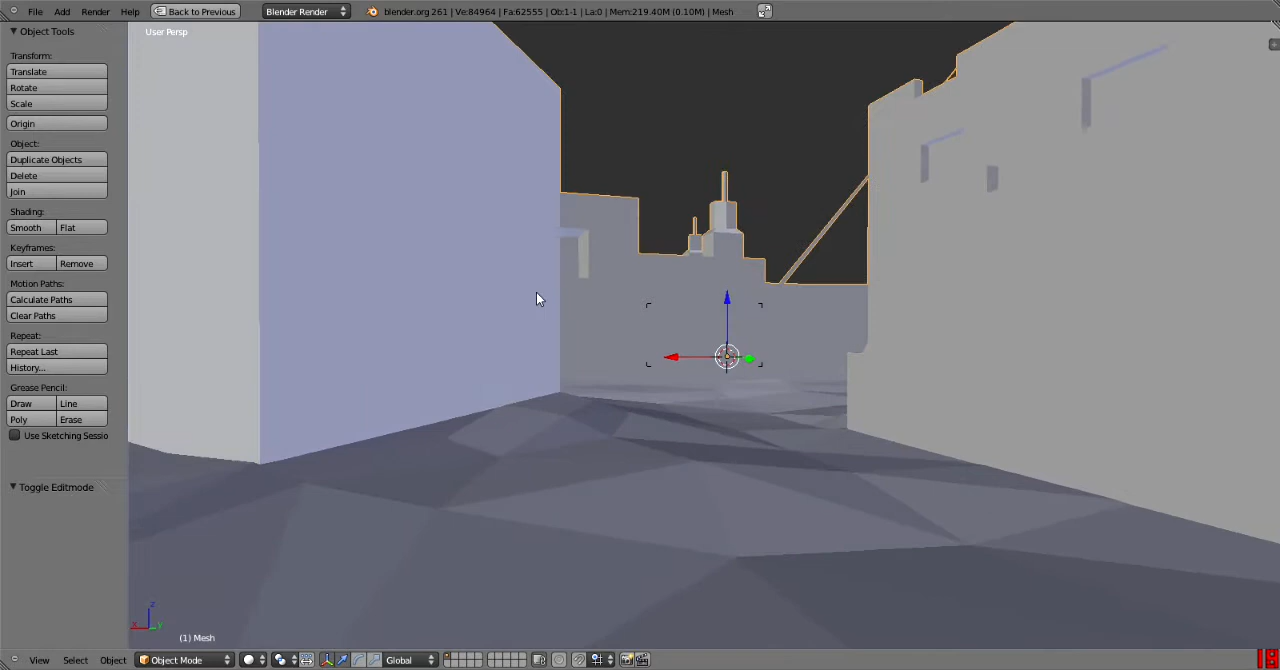 File Add Render Help Back to Previous Blender Render blender.org 261 | Ve:84964 | Fa:62555 | Ob:1-1 | La:0 | Mem:219.40M (0.10M) | Mesh
Object Tools
User Persp
Transform:
Translate
Rotate
Scale
Origin
Object:
Duplicate Objects
Delete
Join
Shading:
Smooth Flat
Keyframes:
Insert Remove
Motion Paths:
Calculate Paths
Clear Paths
Repeat:
Repeat Last
History...
Grease Pencil:
Draw Line
Poly Erase
Use Sketching Sessio
Toggle Editmode
z
x y
(1) Mesh
View Select Object Object Mode Global
18